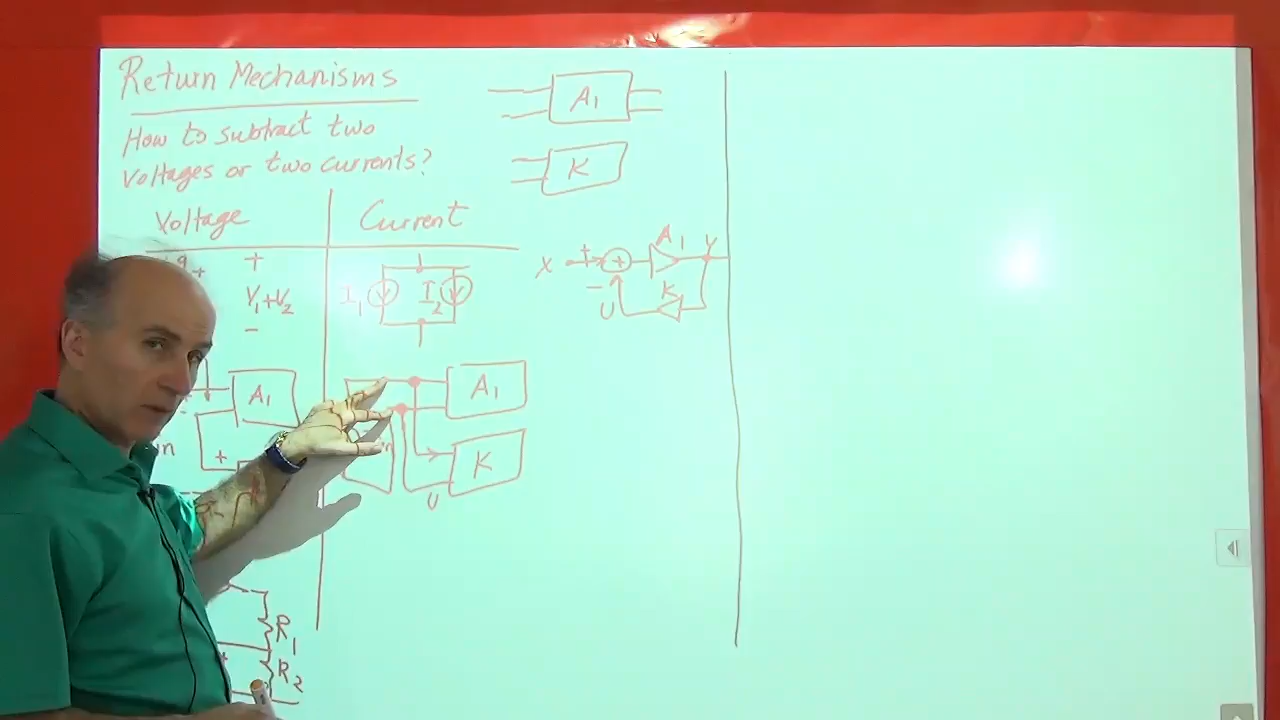 Return Mechanisms
How to subtract two
voltages or two currents?
Voltage
Current
+
+
V1+V2
-
I1
I2
A1
in
+
A1
K
U
R1
R2
+
A1
K
X
+
+
A1
Y
-
K
U